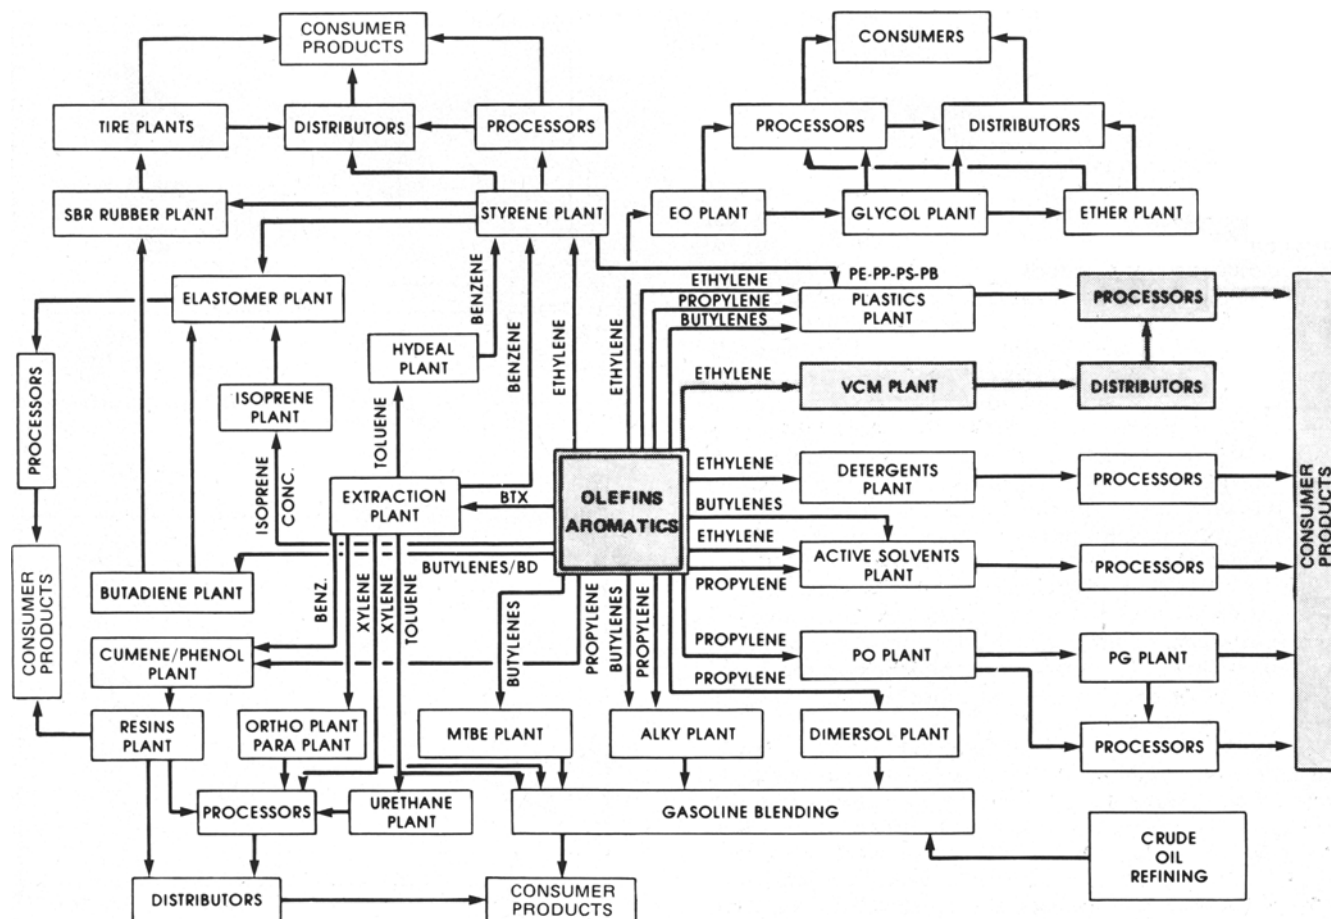 CONSUMER
PRODUCTS
CONSUMERS
TIRE PLANTS
DISTRIBUTORS
PROCESSORS
PROCESSORS
DISTRIBUTORS
SBR RUBBER PLANT
STYRENE PLANT
EO PLANT
GLYCOL PLANT
ETHER PLANT
ELASTOMER PLANT
BENZENE
BENZENE
ETHYLENE
ETHYLENE
ETHYLENE
PROPYLENE
BUTYLENES
PE-PP-PS-PB
PLASTICS
PLANT
PROCESSORS
HYDEAL
PLANT
PROCESSORS
ISOPRENE
PLANT
ETHYLENE
VCM PLANT
DISTRIBUTORS
TOLUENE
ISOPRENE
CONC.
EXTRACTION
PLANT
BTX
OLEFINS
AROMATICS
ETHYLENE
DETERGENTS
PLANT
PROCESSORS
CONSUMER
PRODUCTS
BUTYLENES
ETHYLENE
ACTIVE SOLVENTS
PLANT
PROCESSORS
PROPYLENE
BUTYLENES/BD
BUTADIENE PLANT
CONSUMER
PRODUCTS
BENZ.
XYLENE
XYLENE
TOLUENE
BUTYLENES
PROPYLENE
BUTYLENES
PROPYLENE
CUMENE/PHENOL
PLANT
PROPYLENE
PO PLANT
PG PLANT
PROPYLENE
RESINS
PLANT
ORTHO PLANT
PARA PLANT
MTBE PLANT
ALKY PLANT
DIMERSOL PLANT
PROCESSORS
PROCESSORS
URETHANE
PLANT
GASOLINE BLENDING
CRUDE
OIL
REFINING
DISTRIBUTORS
CONSUMER
PRODUCTS